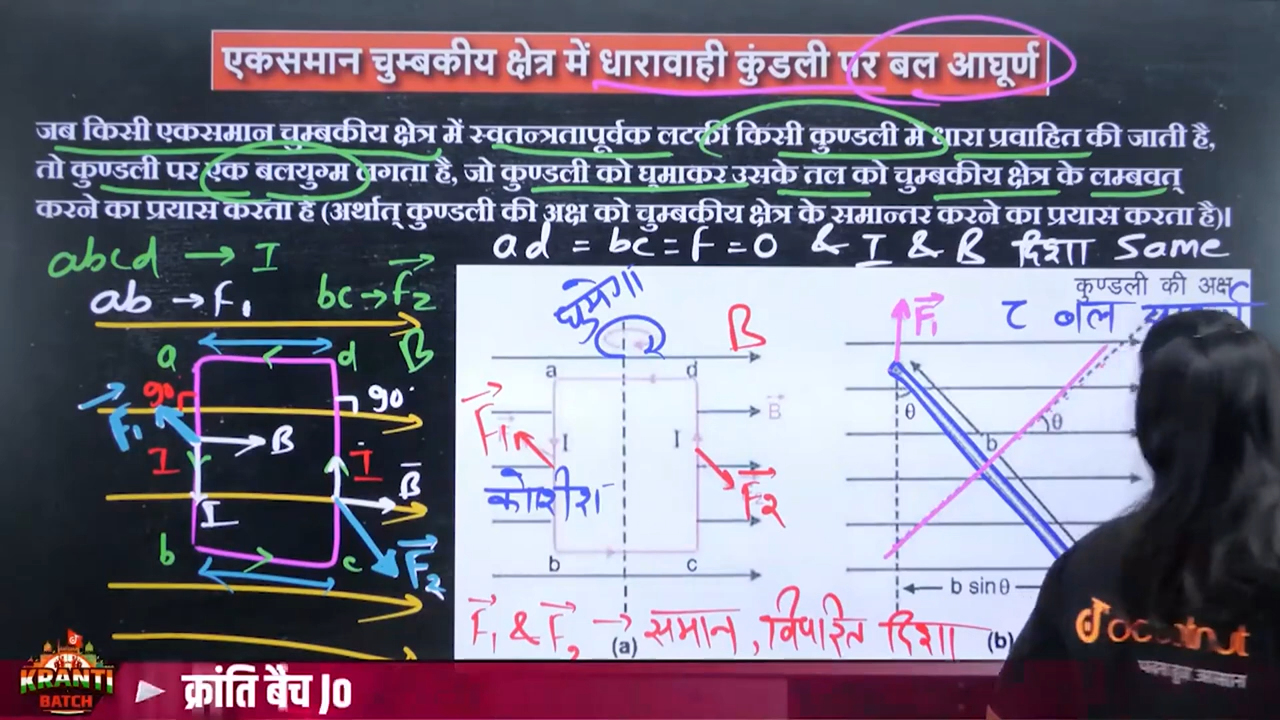 एकसमान चुम्बकीय क्षेत्र में धारावाही कुंडली पर बल आघूर्ण
जब किसी एकसमान चुम्बकीय क्षेत्र में स्वतन्त्रतापूर्वक लटकी किसी कुण्डली में धारा प्रवाहित की जाती है,
तो कुण्डली पर एक बलयुग्म लगता है, जो कुण्डली को घुमाकर उसके तल को चुम्बकीय क्षेत्र के लम्बवत्
करने का प्रयास करता है (अर्थात् कुण्डली की अक्ष को चुम्बकीय क्षेत्र के समान्तर करने का प्रयास करता है)।
abcd → I
ad = bc = F = 0 & I & B दिशा Same
ab → F₁ bc → F₂
कुण्डली की अक्ष
घुमेगा
F₁
τ बल
B
B
a d
a d
90°
90°
θ
θ
B
F₁
F₁
B
I I
b
I I
B
कोशीश
F₂
I
b c
F₂
b c
b sinθ
F₁ & F₂ → समान, विपरित दिशा
(a) (b)
KRANTI
BATCH
क्रांति बैच JO